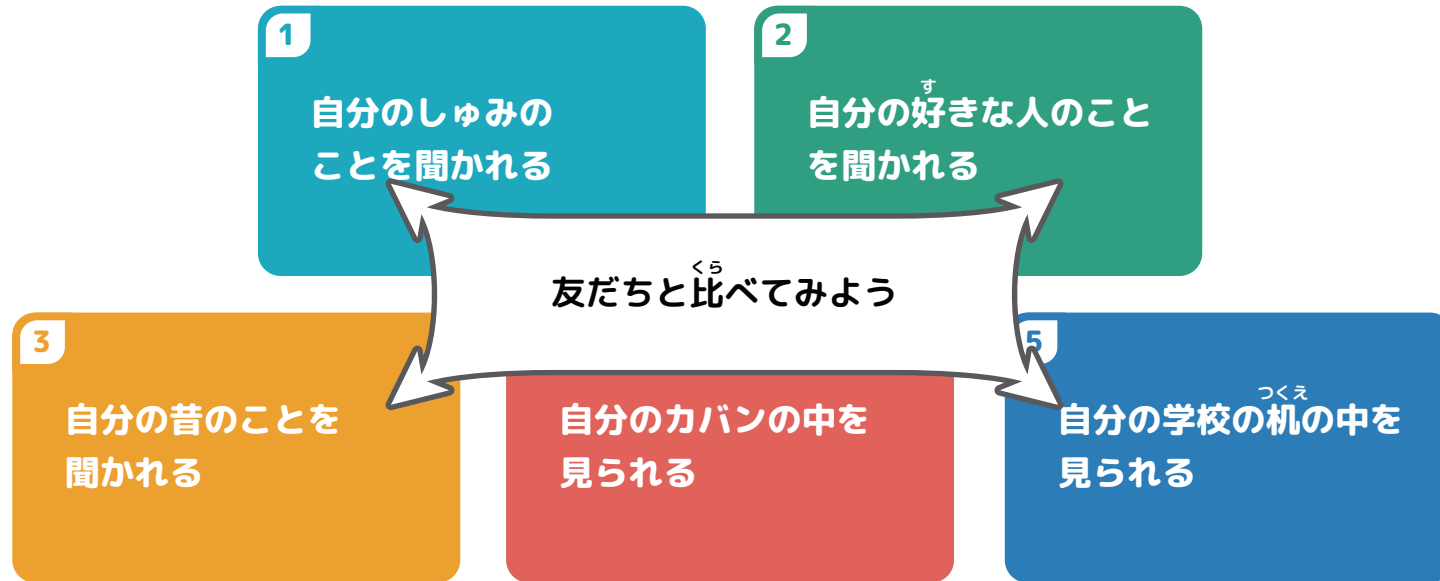 1
自分のしゅみの
ことを聞かれる
2
自分の好きな人のこと
を聞かれる
す
友だちと比べてみよう
くら
3
自分の昔のことを
聞かれる
自分のカバンの中を
見られる
5
自分の学校の机の中を
見られる
つくえ